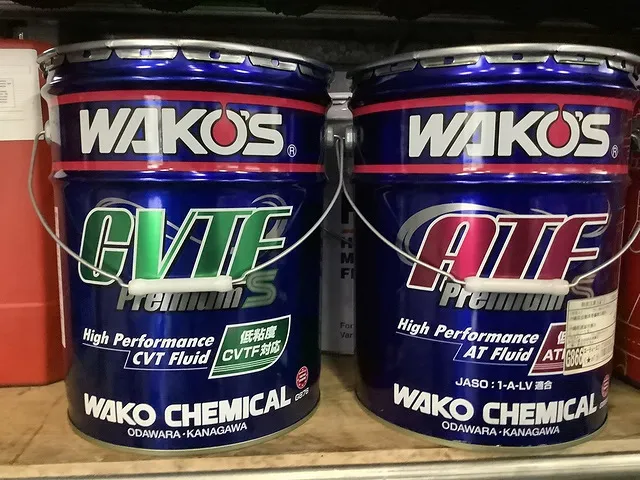 WAKO'S®
CVTF
Premium S
High Performance
CVT Fluid
低粘度
CVTF対応
WAKO CHEMICAL
ODAWARA・KANAGAWA
WAKO'S®
ATF
Premium S
High Performance
AT Fluid
JASO：1-A-LV 適合
WAKO CHEMICAL
ODAWARA・KANAGAWA